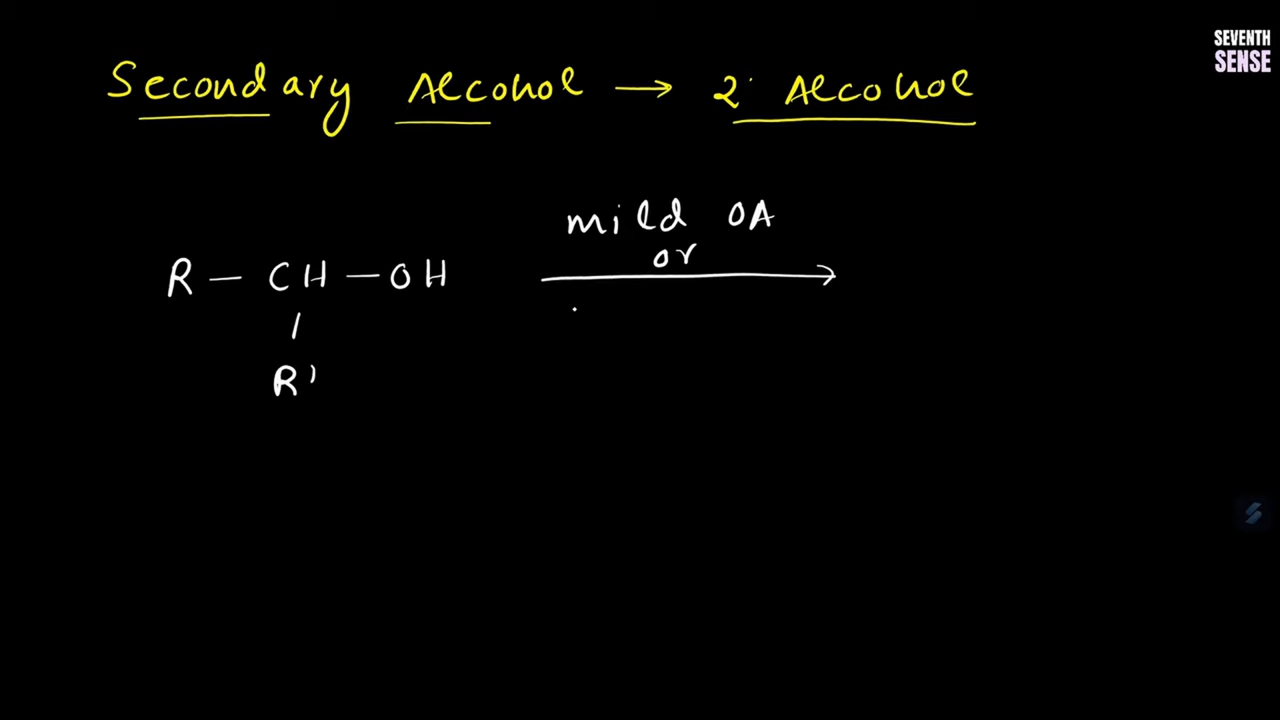 SEVENTH
SENSE
Secondary Alcohol → 2° Alcohol
mild OA
or
R — CH — OH
R'